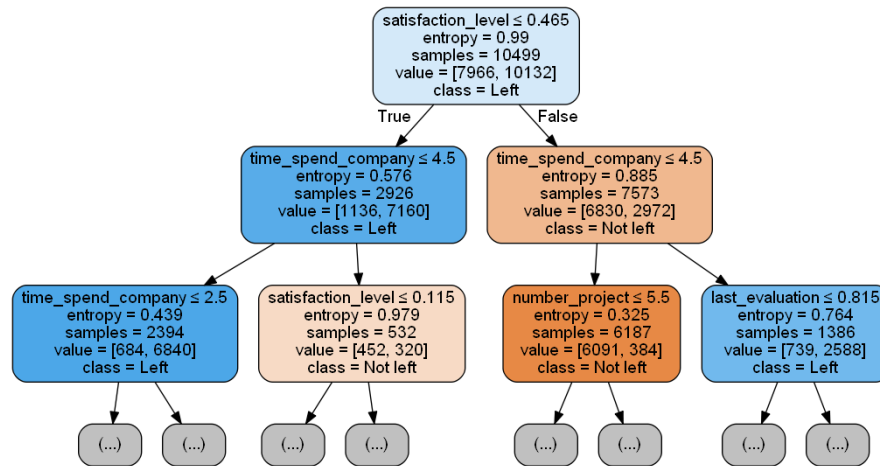 satisfaction_level ≤ 0.465
entropy = 0.99
samples = 10499
value = [7966, 10132]
class = Left
True
False
time_spend_company ≤ 4.5
entropy = 0.576
samples = 2926
value = [1136, 7160]
class = Left
time_spend_company ≤ 4.5
entropy = 0.885
samples = 7573
value = [6830, 2972]
class = Not left
time_spend_company ≤ 2.5
entropy = 0.439
samples = 2394
value = [684, 6840]
class = Left
satisfaction_level ≤ 0.115
entropy = 0.979
samples = 532
value = [452, 320]
class = Not left
number_project ≤ 5.5
entropy = 0.325
samples = 6187
value = [6091, 384]
class = Not left
last_evaluation ≤ 0.815
entropy = 0.764
samples = 1386
value = [739, 2588]
class = Left
(...)
(...)
(...)
(...)
(...)
(...)
(...)
(...)